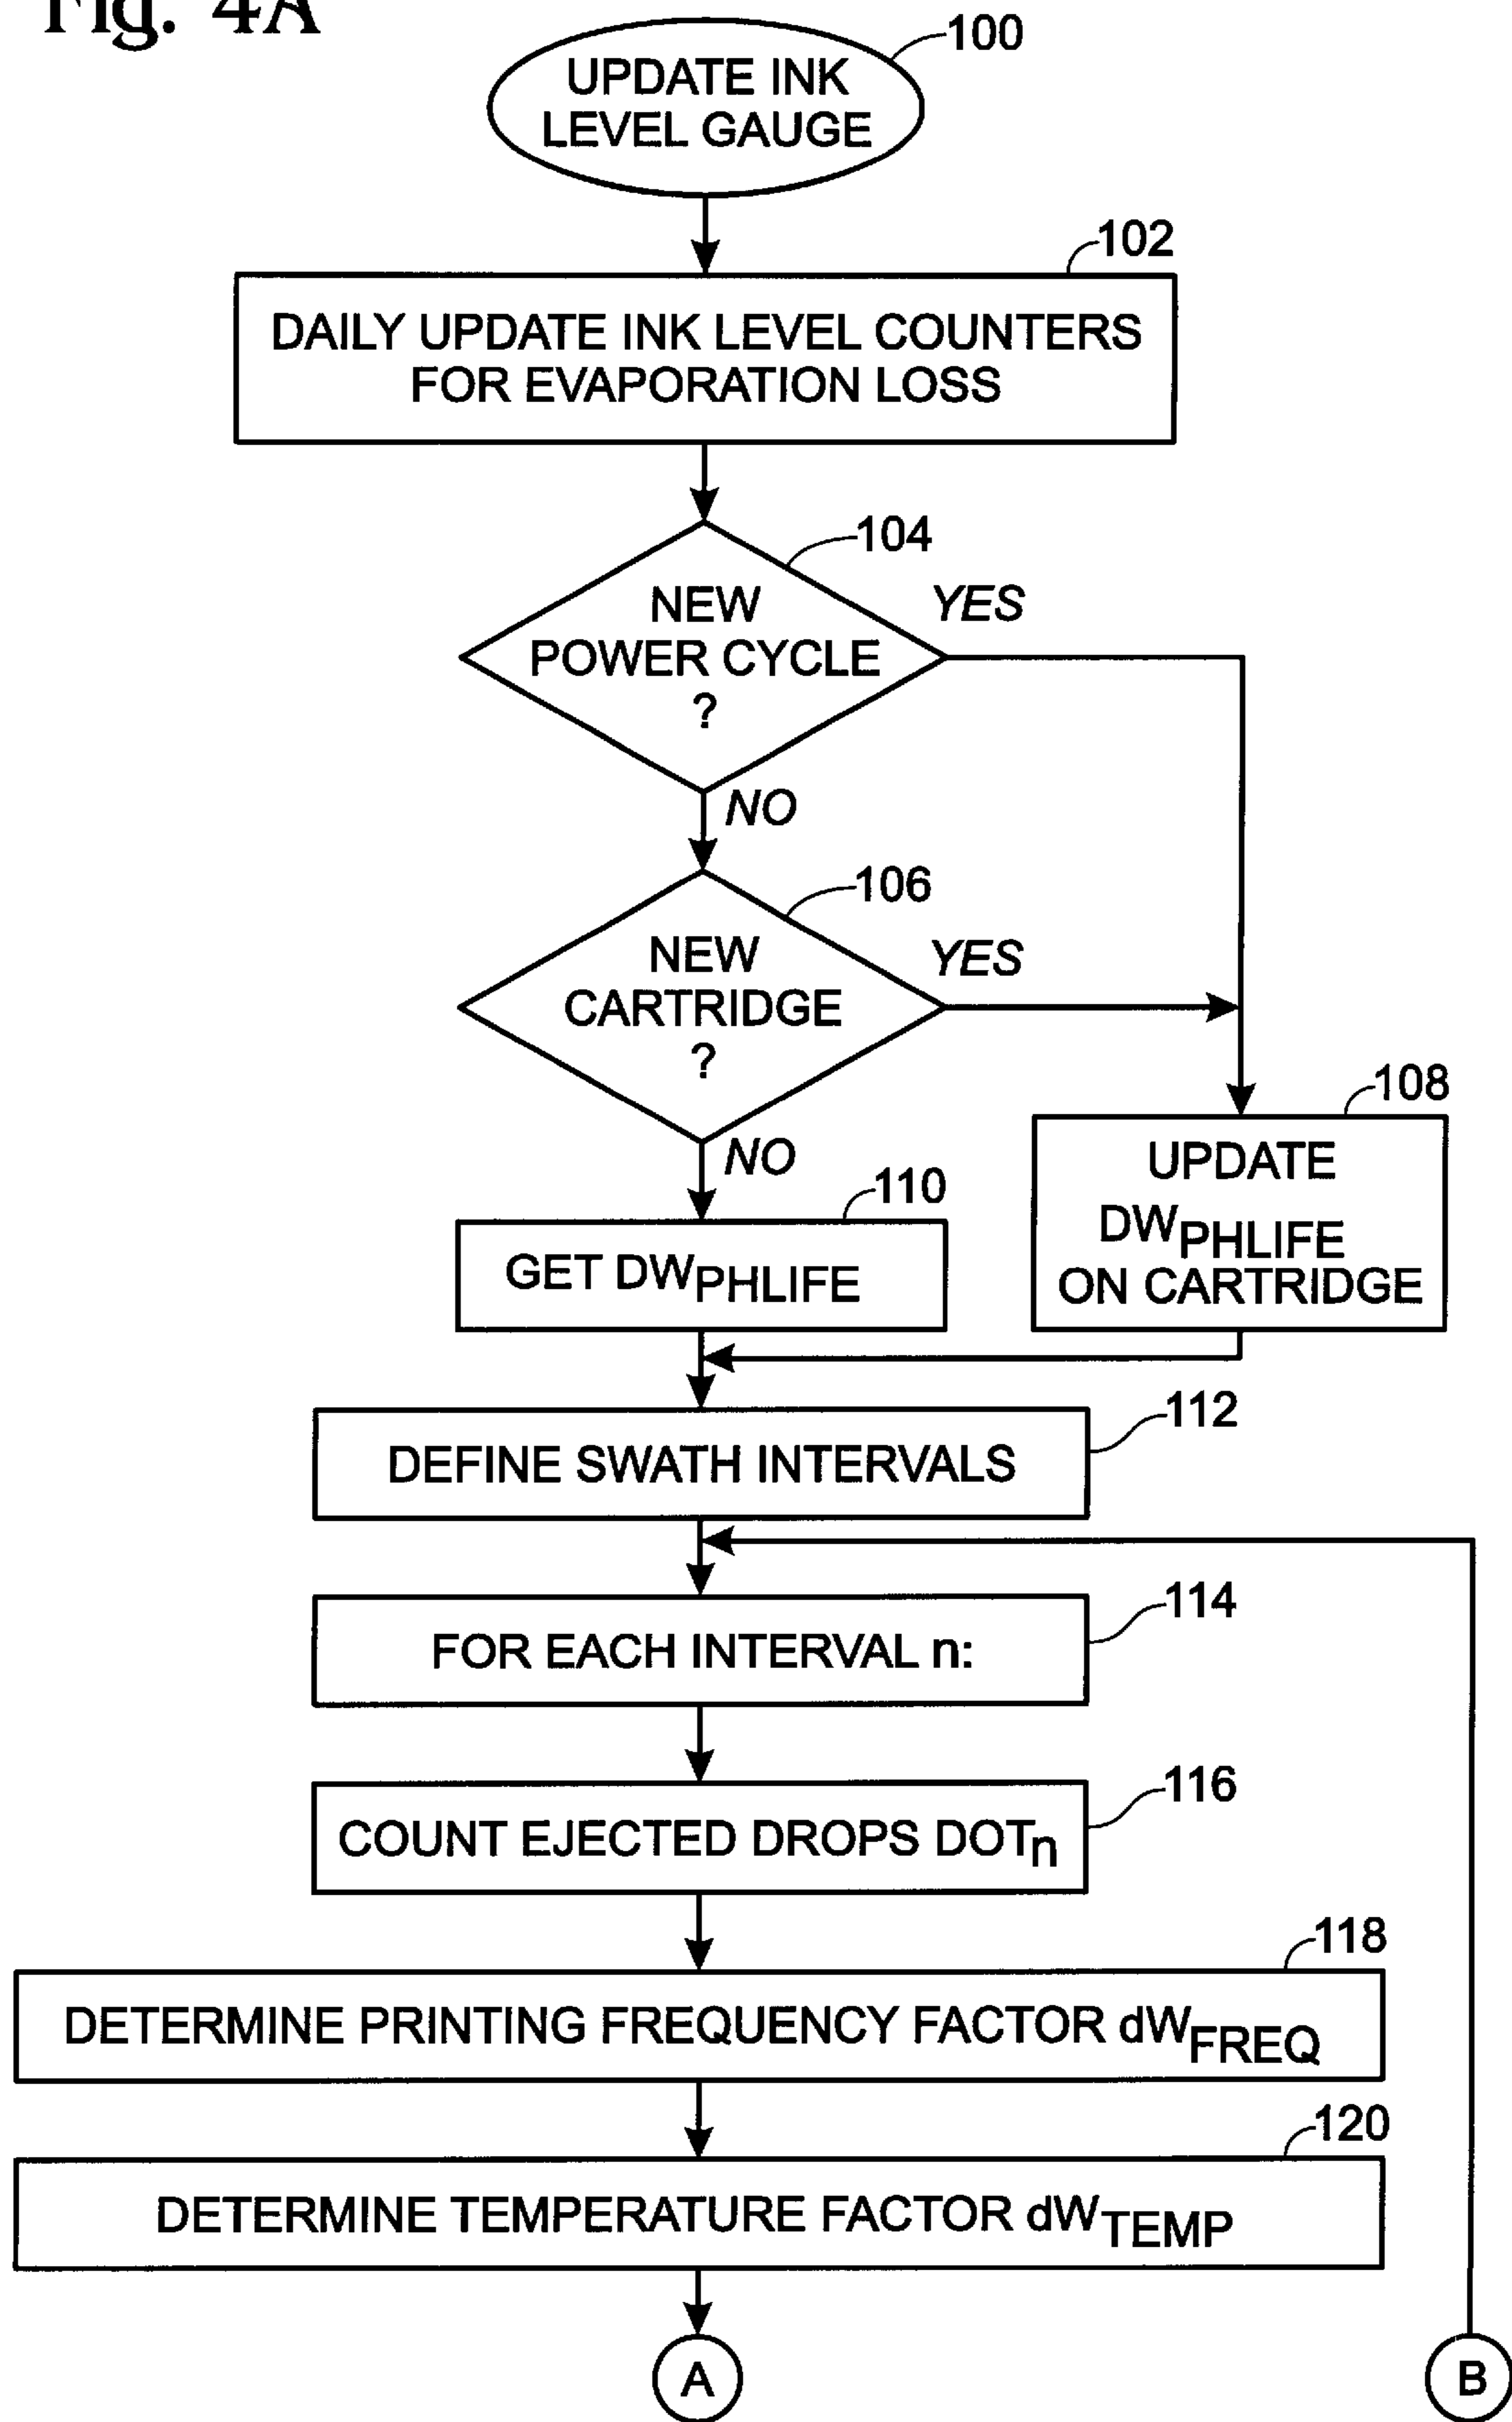 Fig. 4A
100
UPDATE INK
LEVEL GAUGE
102
DAILY UPDATE INK LEVEL COUNTERS
FOR EVAPORATION LOSS
104
NEW
POWER CYCLE
?
YES
NO
106
NEW
CARTRIDGE
?
YES
NO
108
UPDATE
DWPHLIFE
ON CARTRIDGE
110
GET DWPHLIFE
112
DEFINE SWATH INTERVALS
114
FOR EACH INTERVAL n:
116
COUNT EJECTED DROPS DOTn
118
DETERMINE PRINTING FREQUENCY FACTOR dWFREQ
120
DETERMINE TEMPERATURE FACTOR dWTEMP
A
B